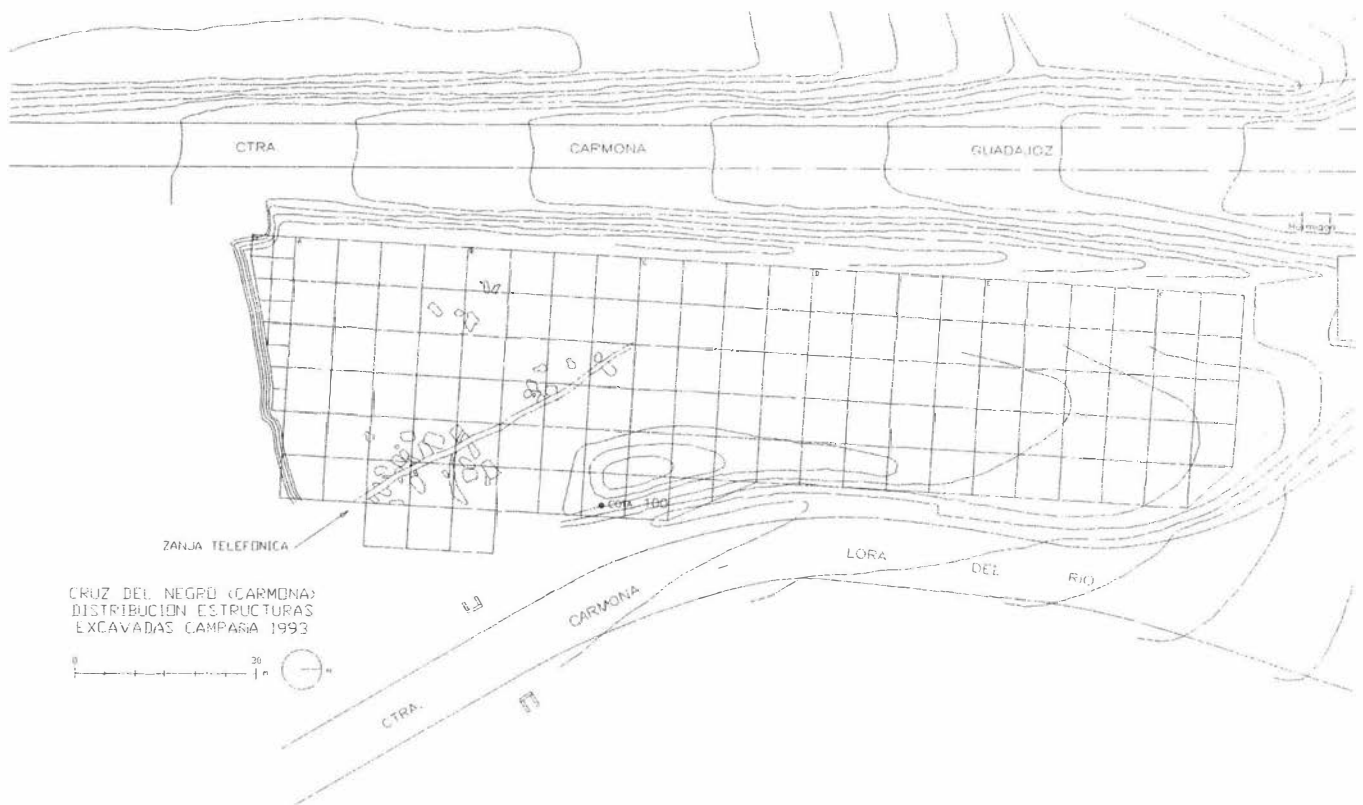 CTRA CARMONA GUADAJOZ
A
B
C
D
E
COTA 100
ZANJA TELEFONICA
LORA DEL RIO
CRUZ DEL NEGRO (CARMONA)
DISTRIBUCION ESTRUCTURAS
EXCAVADAS CAMPAÑA 1993
0 30 m
CTRA. CARMONA